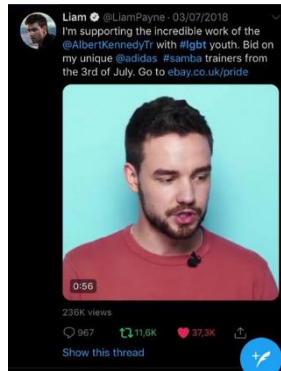 Liam @LiamPayne · 03/07/2018
I'm supporting the incredible work of the
@AlbertKennedyTr with #lgbt youth. Bid on
my unique @adidas #samba trainers from
the 3rd of July. Go to ebay.co.uk/pride
0:56
236K views
967 11,6K 37,3K
Show this thread